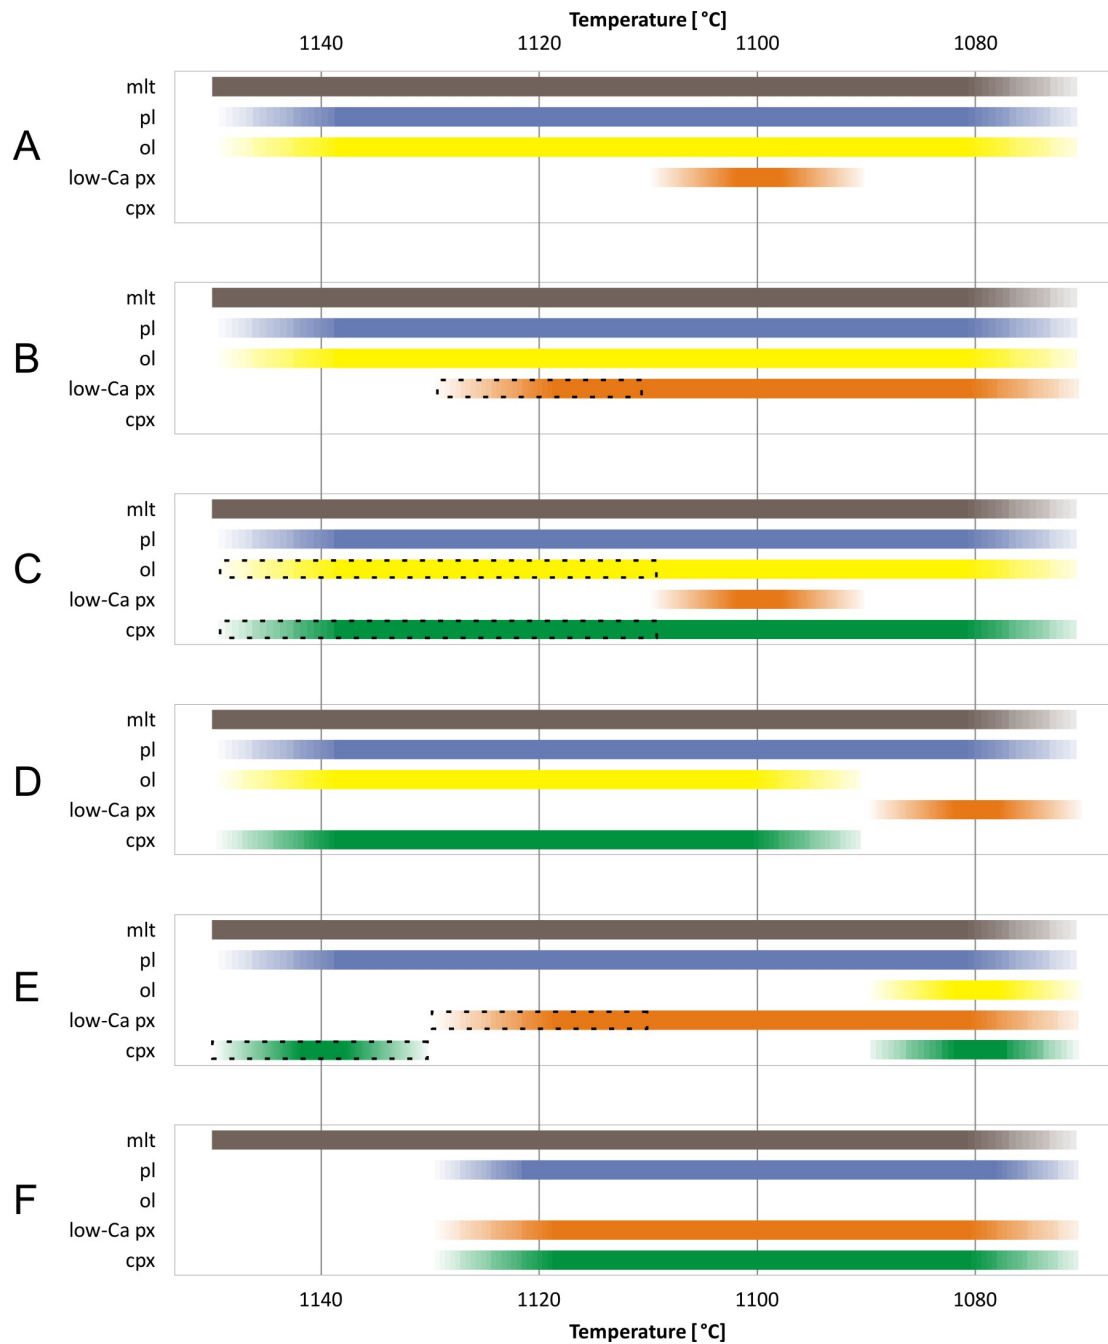 Temperature [ °C]
1140 1120 1100 1080
A
mlt
pl
ol
low-Ca px
cpx
B
mlt
pl
ol
low-Ca px
cpx
C
mlt
pl
ol
low-Ca px
cpx
D
mlt
pl
ol
low-Ca px
cpx
E
mlt
pl
ol
low-Ca px
cpx
F
mlt
pl
ol
low-Ca px
cpx
1140 1120 1100 1080
Temperature [ °C]